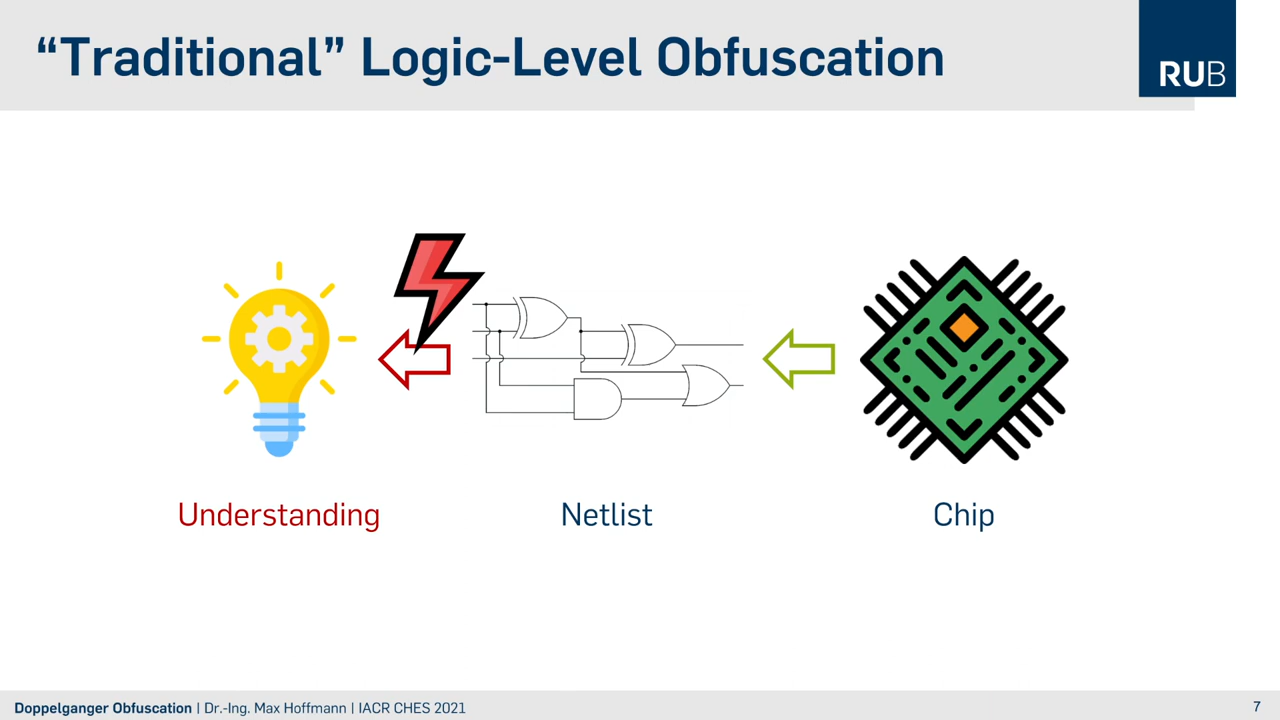 “Traditional” Logic-Level Obfuscation
RUB
Understanding
Netlist
Chip
Doppelganger Obfuscation | Dr.-Ing. Max Hoffmann | IACR CHES 2021
7